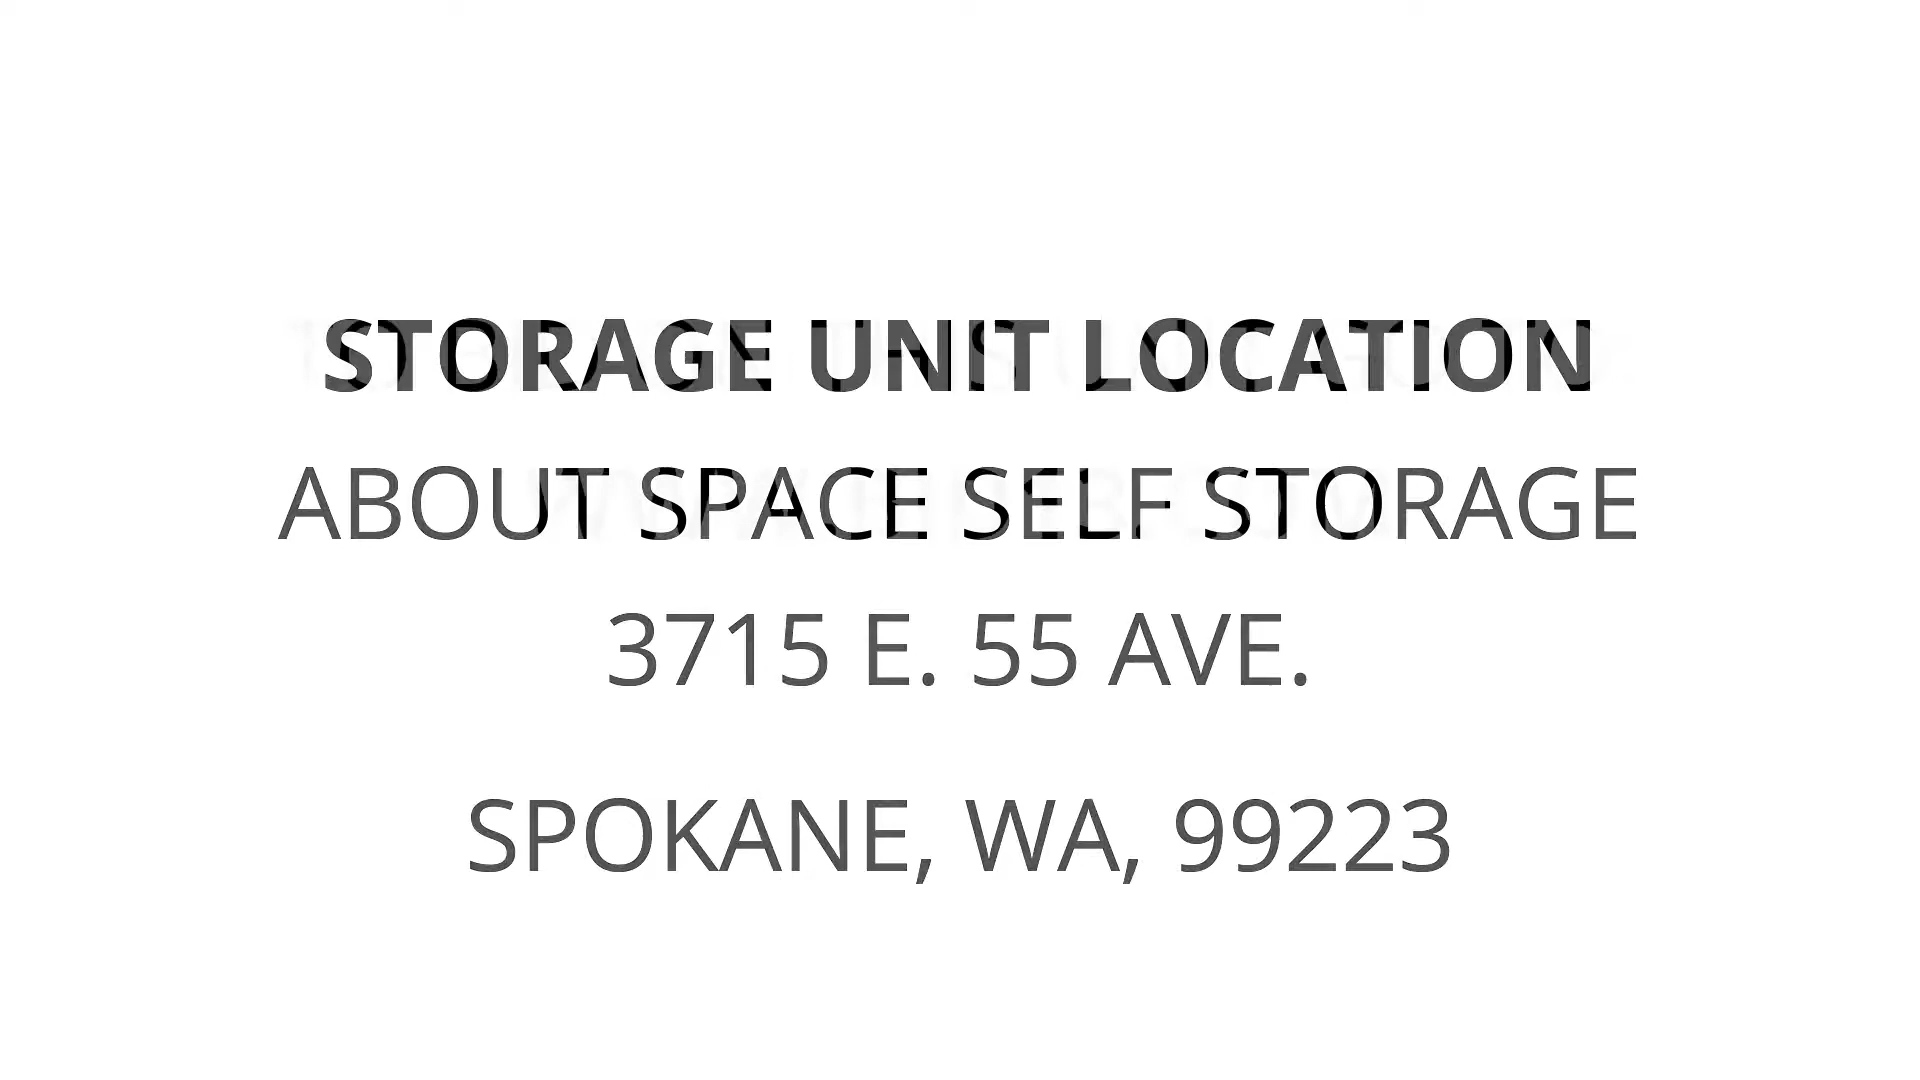 STORAGE UNIT LOCATION
ABOUT SPACE SELF STORAGE
3715 E. 55 AVE.
SPOKANE, WA, 99223